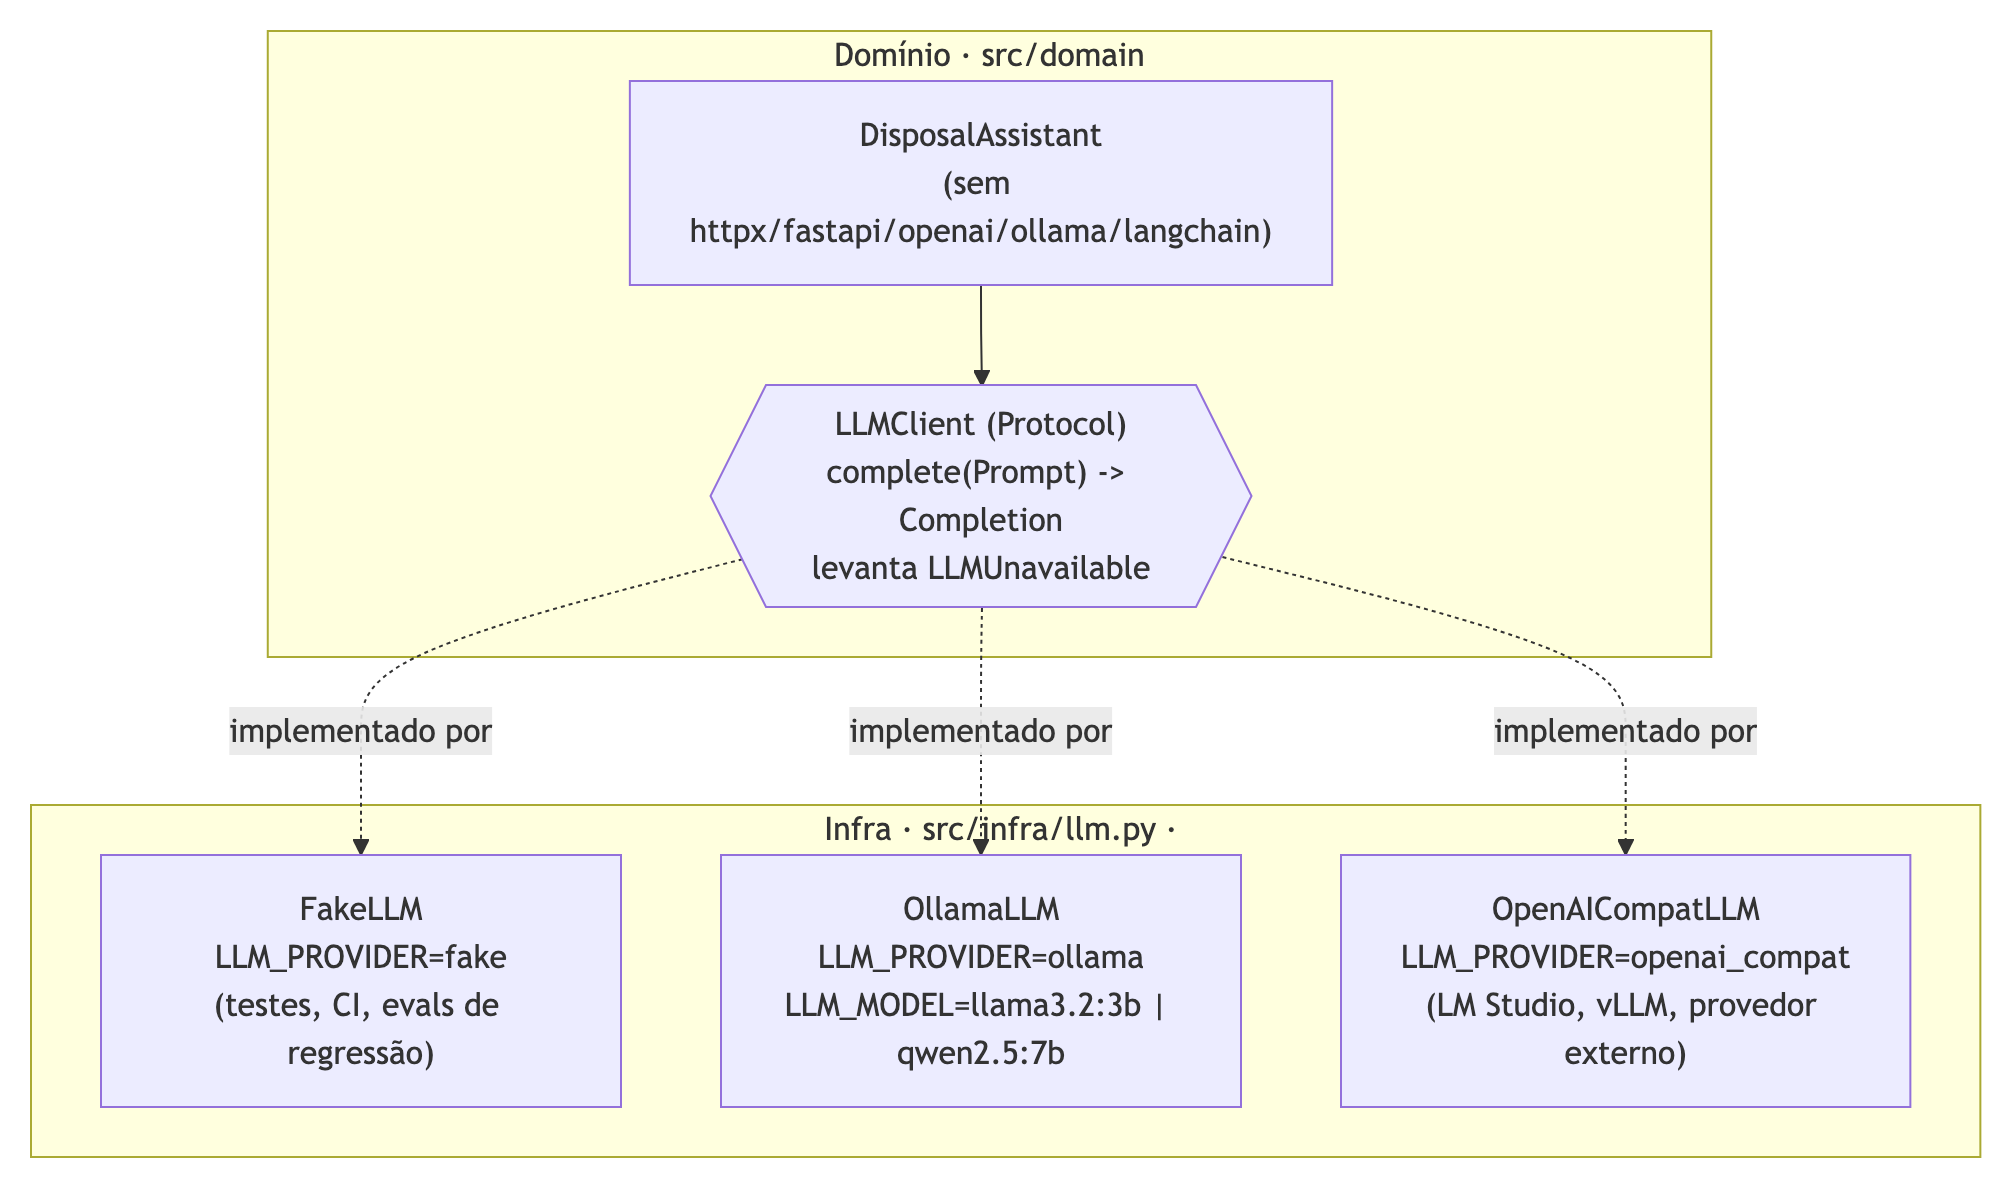 Domínio · src/domain
DisposalAssistant
(sem
httpx/fastapi/openai/ollama/langchain)
LLMClient (Protocol)
complete(Prompt) ->
Completion
levanta LLMUnavailable
implementado por
implementado por
implementado por
Infra · src/infra/llm.py ·
FakeLLM
LLM_PROVIDER=fake
(testes, CI, evals de
regressão)
OllamaLLM
LLM_PROVIDER=ollama
LLM_MODEL=llama3.2:3b |
qwen2.5:7b
OpenAICompatLLM
LLM_PROVIDER=openai_compat
(LM Studio, vLLM, provedor
externo)